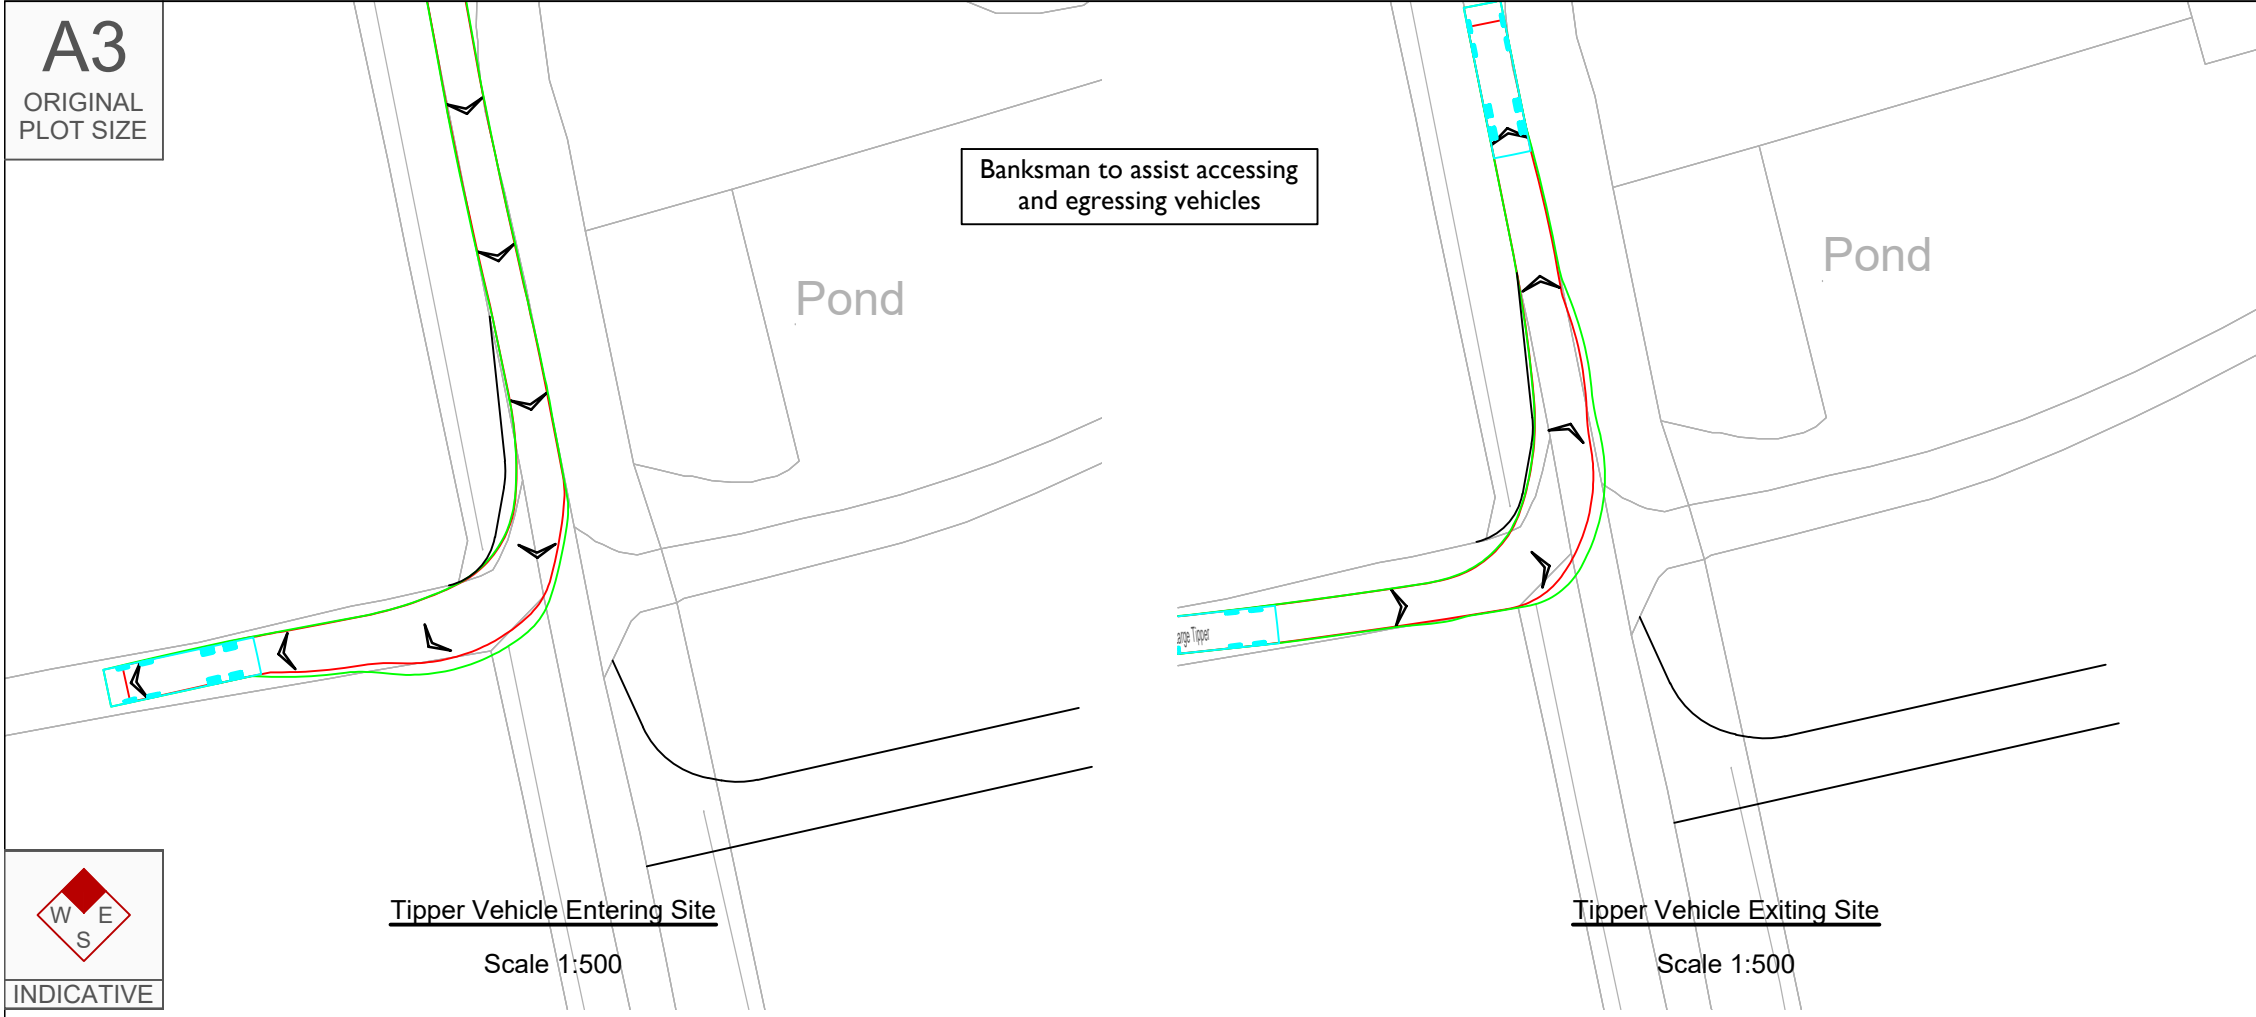 A3
ORIGINAL
PLOT SIZE
Banksman to assist accessing
and egressing vehicles
Pond
Pond
Tipper
W E
S
INDICATIVE
Tipper Vehicle Entering Site
Scale 1:500
Tipper Vehicle Exiting Site
Scale 1:500